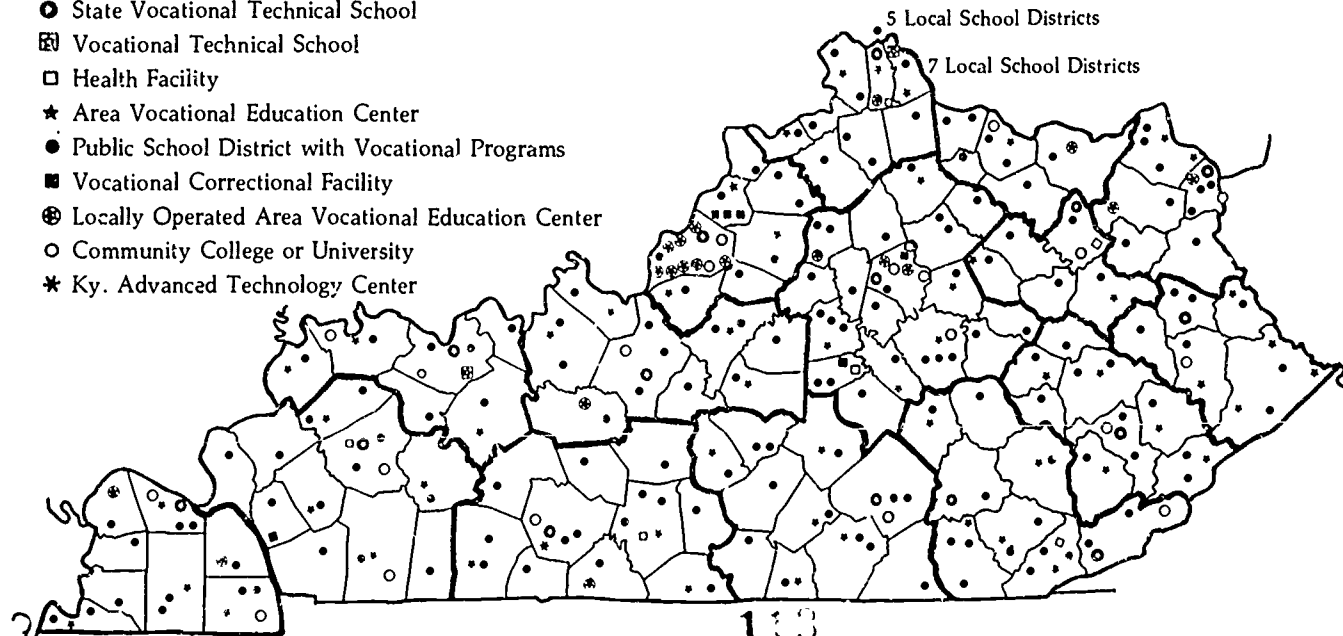 State Vocational Technical School
Vocational Technical School
Health Facility
Area Vocational Education Center
Public School District with Vocational Programs
Vocational Correctional Facility
Locally Operated Area Vocational Education Center
Community College or University
Ky. Advanced Technology Center
5 Local School Districts
7 Local School Districts